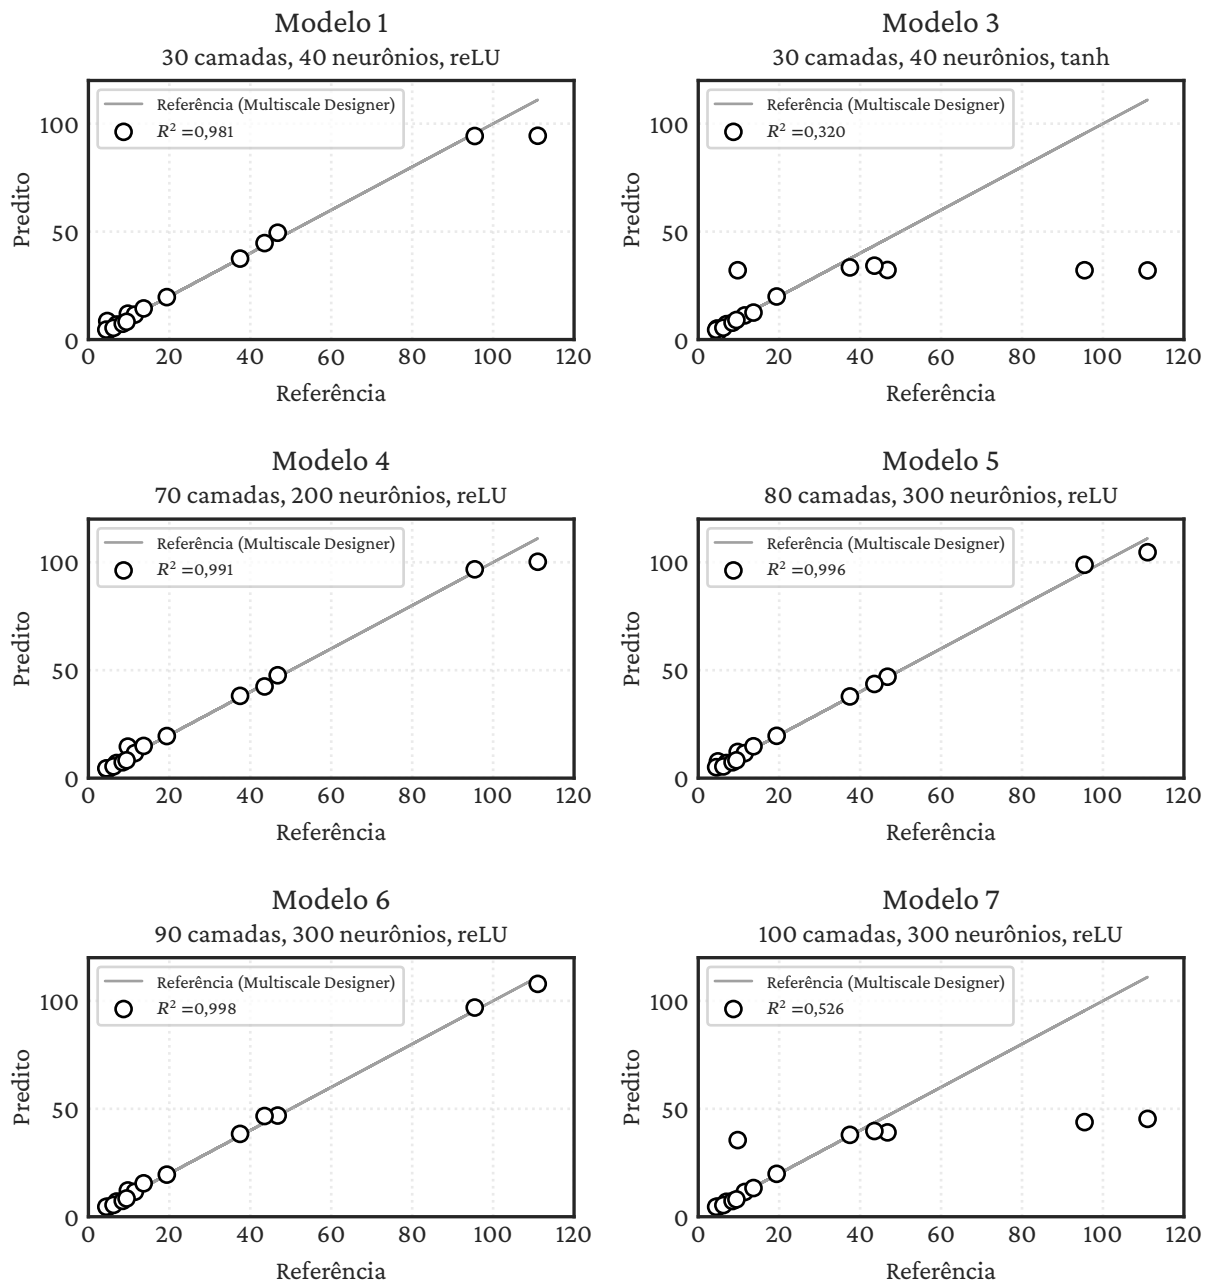 Modelo 1
30 camadas, 40 neurônios, reLU
Referência (Multiscale Designer)
R² =0,981
Predito
100
50
0
0 20 40 60 80 100 120
Referência
Modelo 3
30 camadas, 40 neurônios, tanh
Referência (Multiscale Designer)
R² =0,320
Predito
100
50
0
0 20 40 60 80 100 120
Referência
Modelo 4
70 camadas, 200 neurônios, reLU
Referência (Multiscale Designer)
R² =0,991
Predito
100
50
0
0 20 40 60 80 100 120
Referência
Modelo 5
80 camadas, 300 neurônios, reLU
Referência (Multiscale Designer)
R² =0,996
Predito
100
50
0
0 20 40 60 80 100 120
Referência
Modelo 6
90 camadas, 300 neurônios, reLU
Referência (Multiscale Designer)
R² =0,998
Predito
100
50
0
0 20 40 60 80 100 120
Referência
Modelo 7
100 camadas, 300 neurônios, reLU
Referência (Multiscale Designer)
R² =0,526
Predito
100
50
0
0 20 40 60 80 100 120
Referência